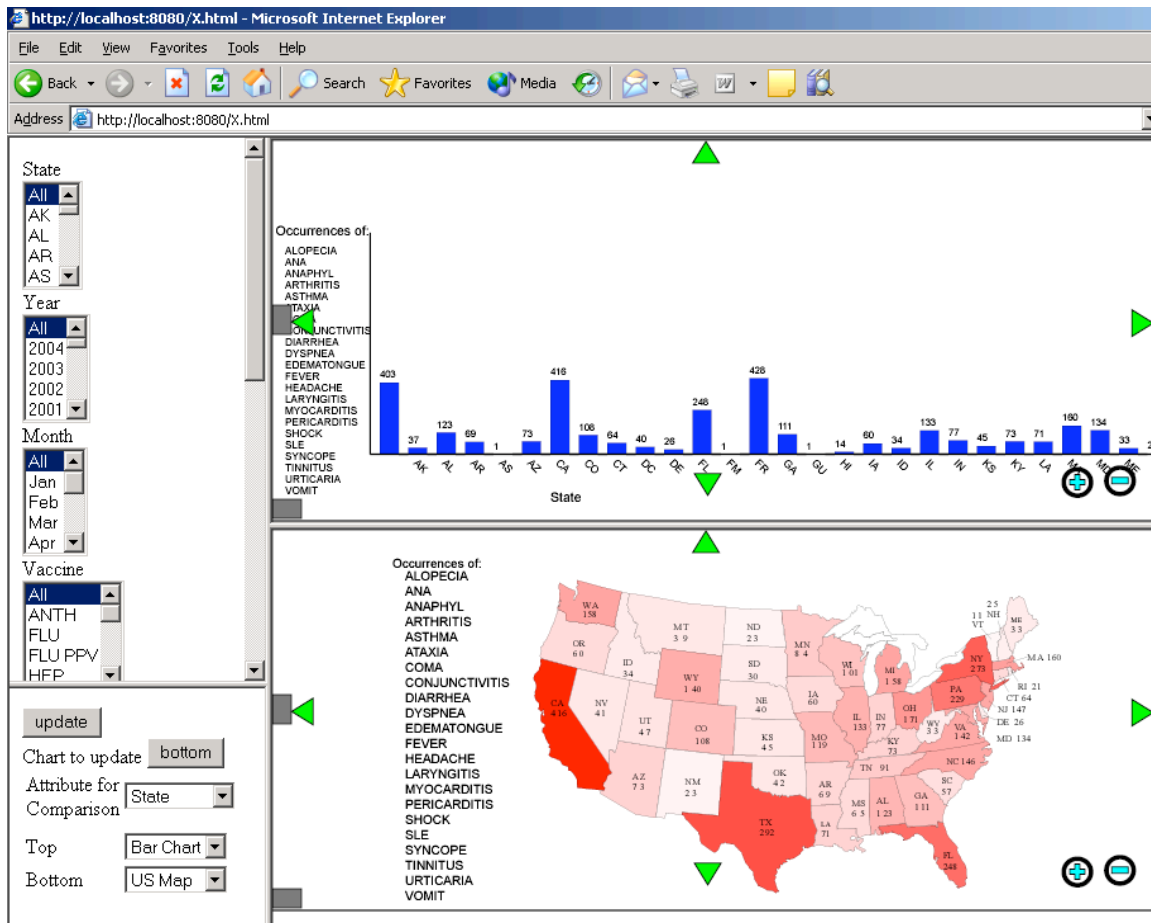 http://localhost:8080/X.html - Microsoft Internet Explorer
File Edit View Favorites Tools Help
Back Search Favorites Media
Address http://localhost:8080/X.html
State
All
AK
AL
AR
AS
Year
All
2004
2003
2002
2001
Month
All
Jan
Feb
Mar
Apr
Vaccine
All
ANTH
FLU
FLU PPV
HEP
update
Chart to update bottom
Attribute for
Comparison State
Top Bar Chart
Bottom US Map
Occurrences of:
ALOPECIA
ANA
ANAPHYL
ARTHRITIS
ASTHMA
ATAXIA
CONJUNCTIVITIS
DIARRHEA
DYSPNEA
EDEMATONGUE
FEVER
HEADACHE
LARYNGITIS
MYOCARDITIS
PERICARDITIS
SHOCK
SLE
SYNCOPE
TINNITUS
URTICARIA
VOMIT
403 37 123 69 1 73 416 108 64 40 26 248 1 428 111 1 14 60 34 133 77 45 73 71 160 134 33
AK AL AR AS AZ CA CO CT DC DE FL FM FR GA GU HI IA ID IL IN KS KY LA MA MD ME
State
Occurrences of:
ALOPECIA
ANA
ANAPHYL
ARTHRITIS
ASTHMA
ATAXIA
COMA
CONJUNCTIVITIS
DIARRHEA
DYSPNEA
EDEMATONGUE
FEVER
HEADACHE
LARYNGITIS
MYOCARDITIS
PERICARDITIS
SHOCK
SLE
SYNCOPE
TINNITUS
URTICARIA
VOMIT
WA
158
OR
60
CA
416
NV
41
ID
34
MT
39
WY
140
UT
47
CO
108
AZ
73
NM
23
ND
23
SD
30
NE
40
KS
45
OK
42
TX
292
MN
84
IA
60
MO
119
AR
69
LA
71
WI
101
IL
133
MI
158
IN
77
OH
171
KY
73
TN 91
MS
65
AL
123
GA
111
FL
248
SC
57
NC 146
VA
142
WV
33
PA
229
NY
273
11
VT
25
NH
ME
33
MA 160
RI 21
CT 64
NJ 147
DE 26
MD 134